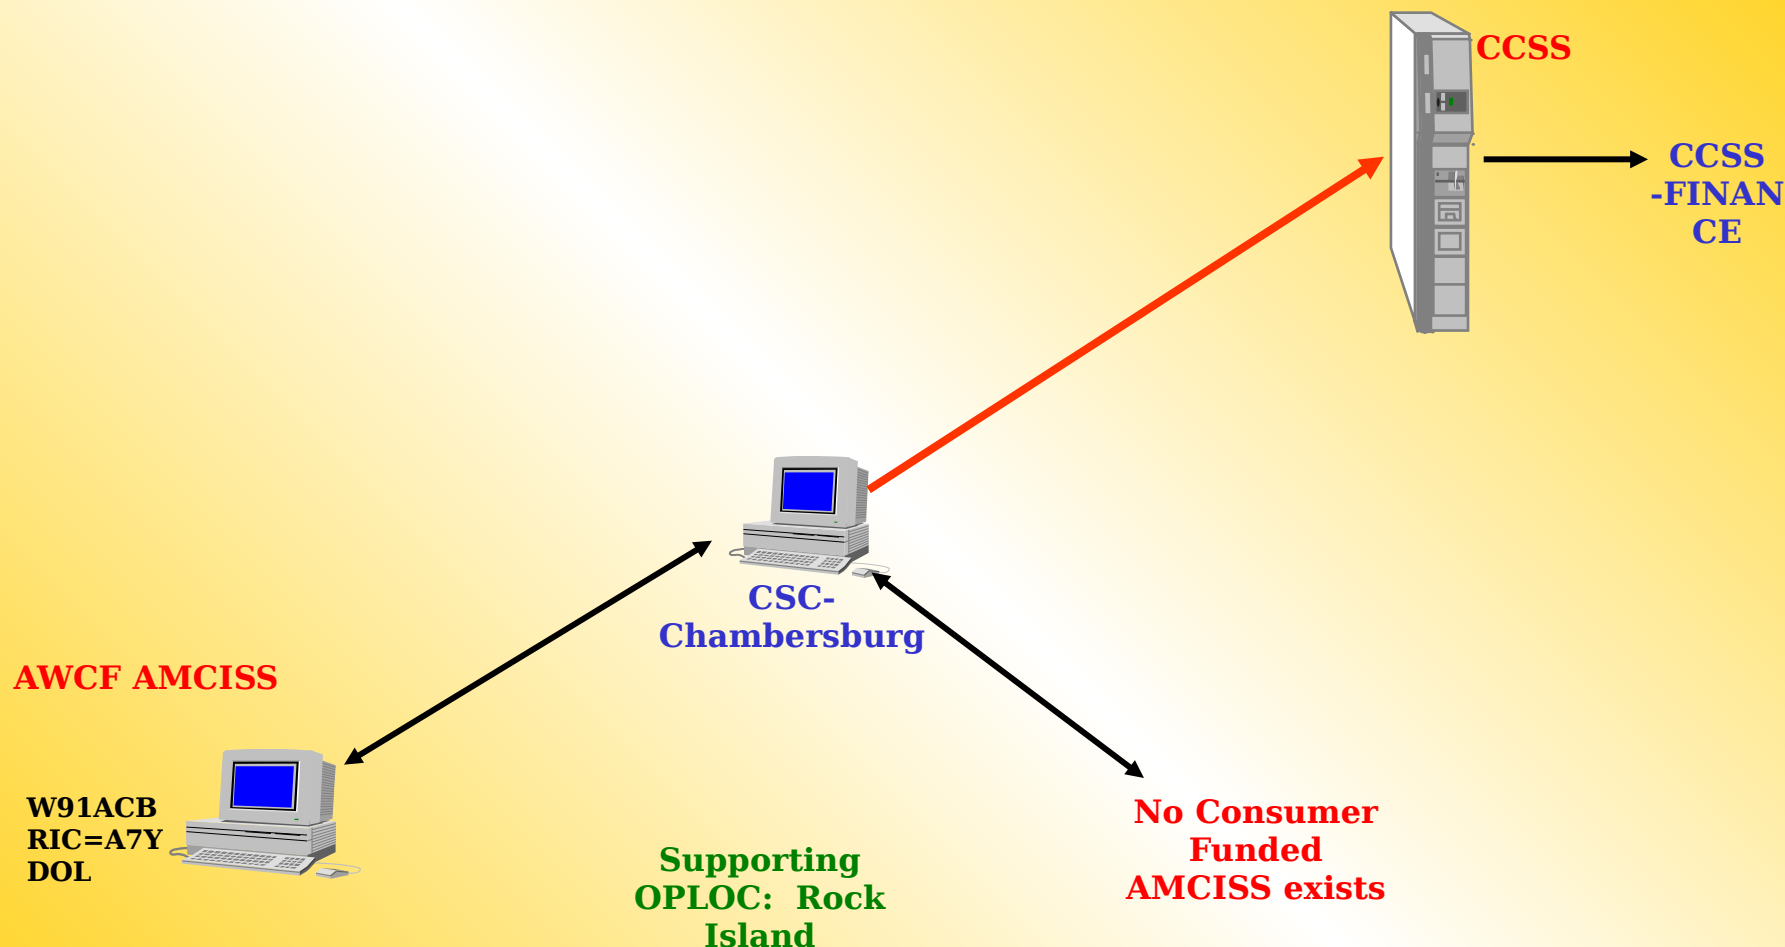 CCSS
CCSS
-FINAN
CE
CSC-
Chambersburg
AWCF AMCISS
W91ACB
RIC=A7Y
DOL
No Consumer
Funded
AMCISS exists
Supporting
OPLOC:  Rock
Island